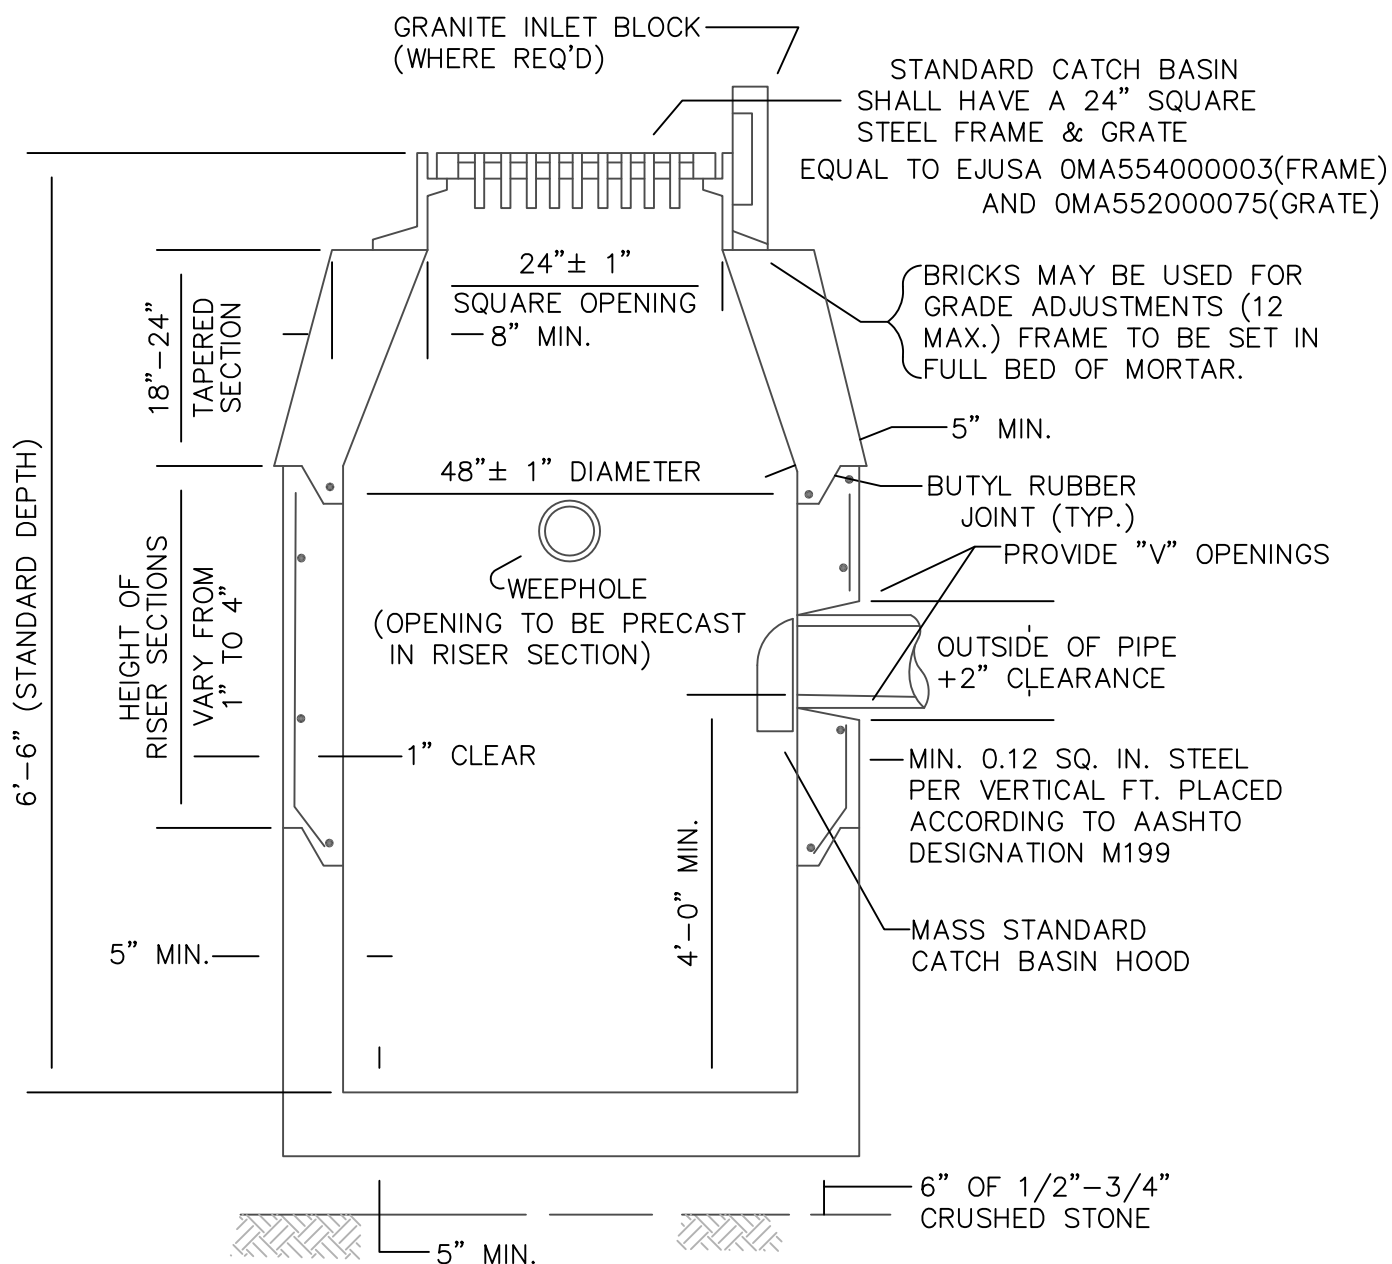 GRANITE INLET BLOCK
(WHERE REQ'D)
STANDARD CATCH BASIN
SHALL HAVE A 24" SQUARE
STEEL FRAME & GRATE
EQUAL TO EJUSA 0MA554000003(FRAME)
AND 0MA552000075(GRATE)
24"± 1"
SQUARE OPENING
8" MIN.
BRICKS MAY BE USED FOR
GRADE ADJUSTMENTS (12
MAX.) FRAME TO BE SET IN
FULL BED OF MORTAR.
18"-24"
TAPERED
SECTION
5" MIN.
48"± 1" DIAMETER
BUTYL RUBBER
JOINT (TYP.)
PROVIDE "V" OPENINGS
6'-6" (STANDARD DEPTH)
HEIGHT OF
RISER SECTIONS
VARY FROM
1" TO 4"
WEEPHOLE
(OPENING TO BE PRECAST
IN RISER SECTION)
OUTSIDE OF PIPE
+2" CLEARANCE
1" CLEAR
MIN. 0.12 SQ. IN. STEEL
PER VERTICAL FT. PLACED
ACCORDING TO AASHTO
DESIGNATION M199
4'-0" MIN.
5" MIN.
MASS STANDARD
CATCH BASIN HOOD
6" OF 1/2"-3/4"
CRUSHED STONE
5" MIN.